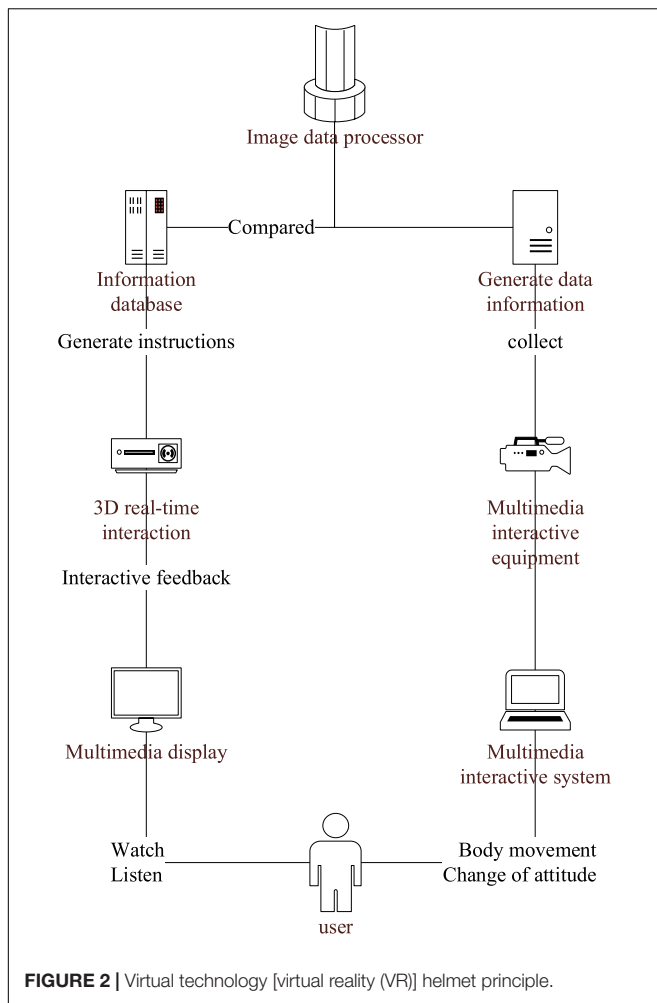 Image data processor
Compared
Information
database
Generate data
information
Generate instructions
collect
3D real-time
interaction
Multimedia
interactive
equipment
Interactive feedback
Multimedia display
Multimedia
interactive system
Watch
Listen
Body movement
Change of attitude
user
FIGURE 2 | Virtual technology [virtual reality (VR)] helmet principle.